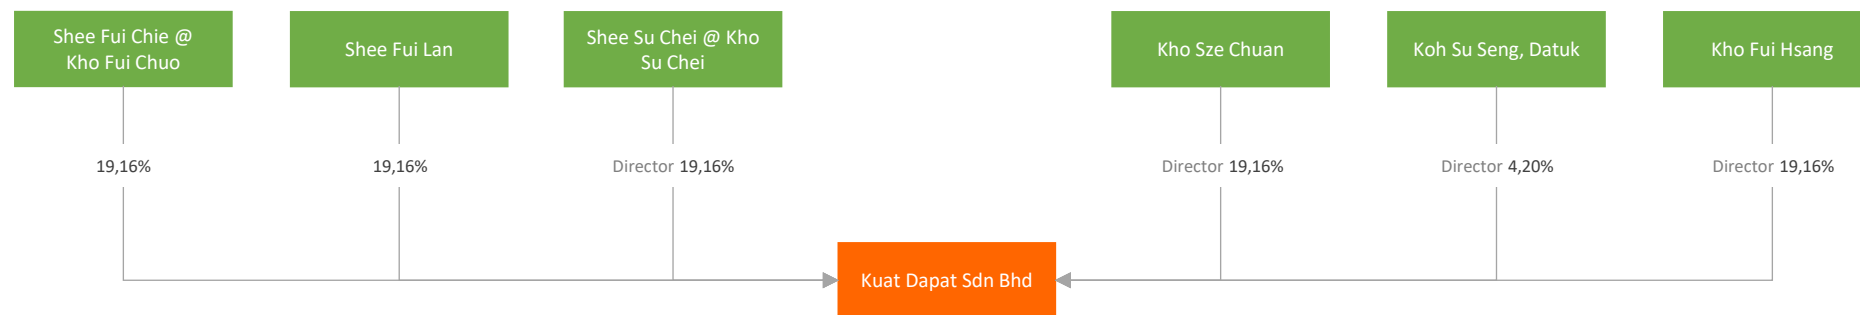 Shee Fui Chie @
Kho Fui Chuo
Shee Fui Lan
Shee Su Chei @ Kho
Su Chei
Kho Sze Chuan
Koh Su Seng, Datuk
Kho Fui Hsang
19,16%
19,16%
Director 19,16%
Director 19,16%
Director 4,20%
Director 19,16%
Kuat Dapat Sdn Bhd